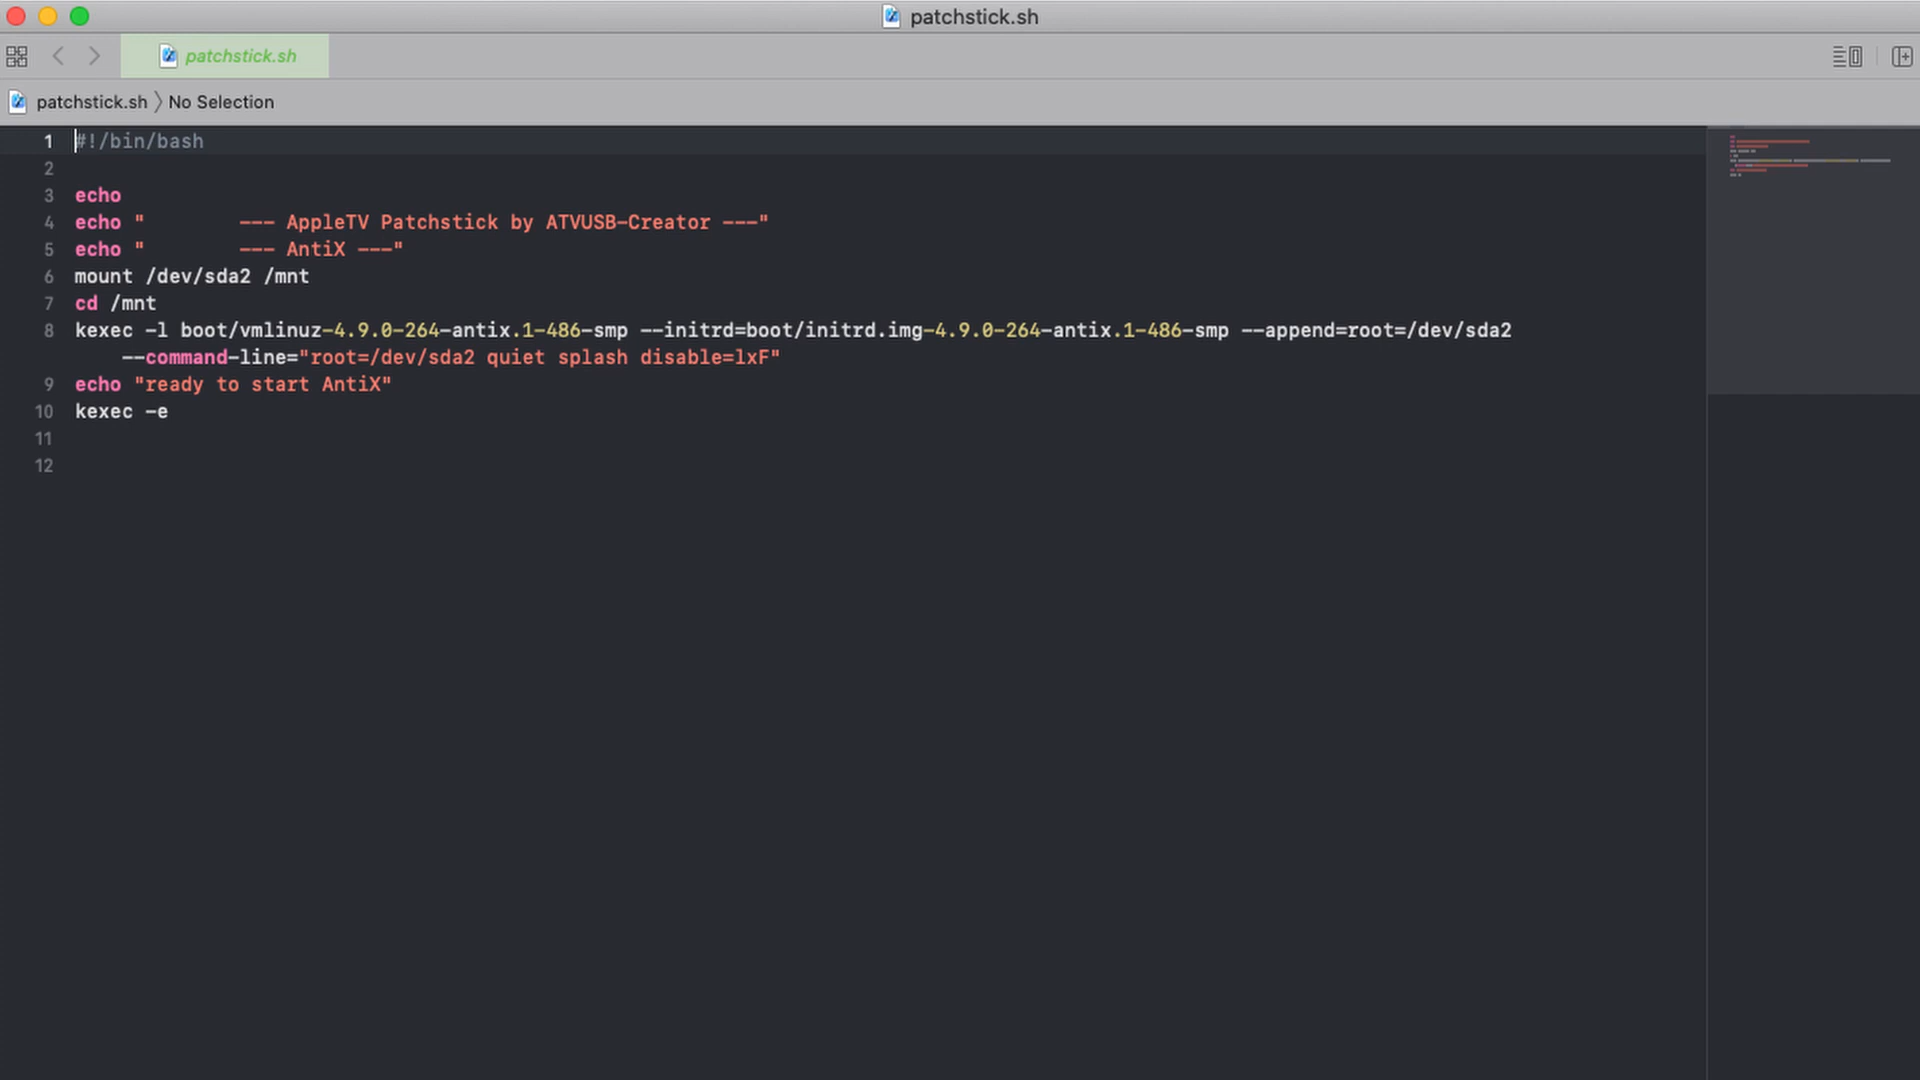 patchstick.sh
patchstick.sh
patchstick.sh 〉 No Selection
1 #!/bin/bash
2
3 echo
4 echo "        --- AppleTV Patchstick by ATVUSB-Creator ---"
5 echo "        --- AntiX ---"
6 mount /dev/sda2 /mnt
7 cd /mnt
8 kexec -l boot/vmlinuz-4.9.0-264-antix.1-486-smp --initrd=boot/initrd.img-4.9.0-264-antix.1-486-smp --append=root=/dev/sda2
--command-line="root=/dev/sda2 quiet splash disable=lxF"
9 echo "ready to start AntiX"
10 kexec -e
11
12